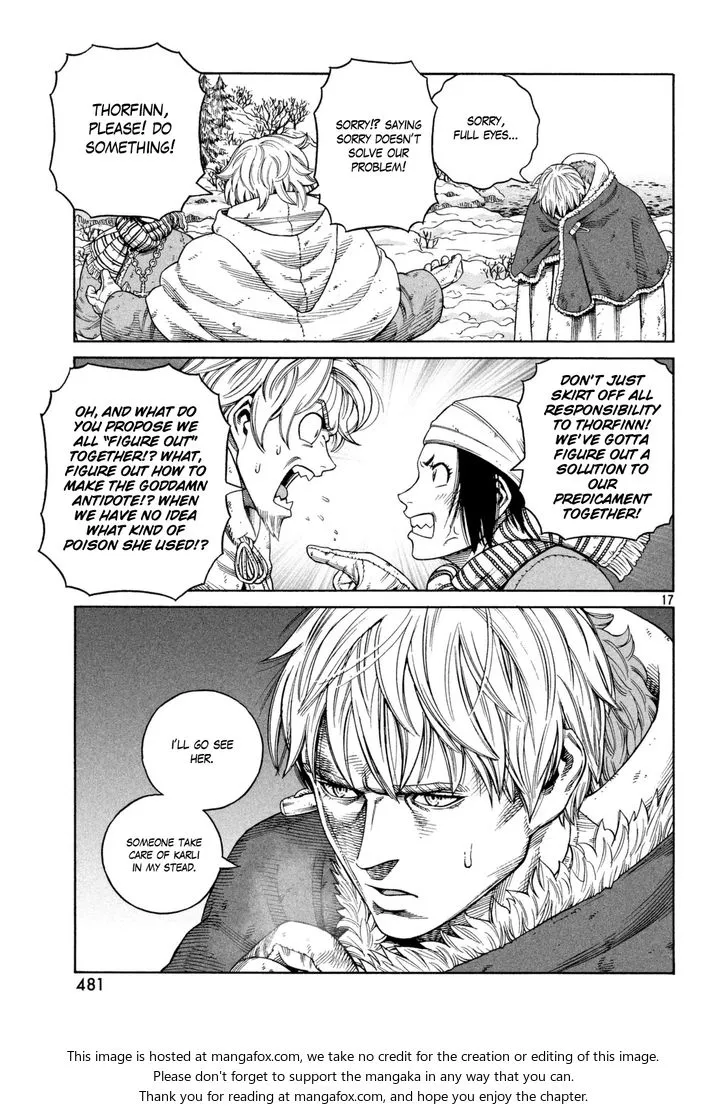 THORFINN,
PLEASE! DO
SOMETHING!
SORRY!? SAYING
SORRY DOESN'T
SOLVE OUR
PROBLEM!
SORRY,
FULL EYES...
OH, AND WHAT DO
YOU PROPOSE WE
ALL "FIGURE OUT"
TOGETHER!? WHAT,
FIGURE OUT HOW TO
MAKE THE GODDAMN
ANTIDOTE!? WHEN
WE HAVE NO IDEA
WHAT KIND OF
POISON SHE USED!?
DON'T JUST
SKIRT OFF ALL
RESPONSIBILITY
TO THORFINN!
WE'VE GOTTA
FIGURE OUT A
SOLUTION TO
OUR
PREDICAMENT
TOGETHER!
17
I'LL GO SEE
HER.
SOMEONE TAKE
CARE OF KARLI
IN MY STEAD.
481
This image is hosted at mangafox.com, we take no credit for the creation or editing of this image.
Please don't forget to support the mangaka in any way that you can.
Thank you for reading at mangafox.com, and hope you enjoy the chapter.